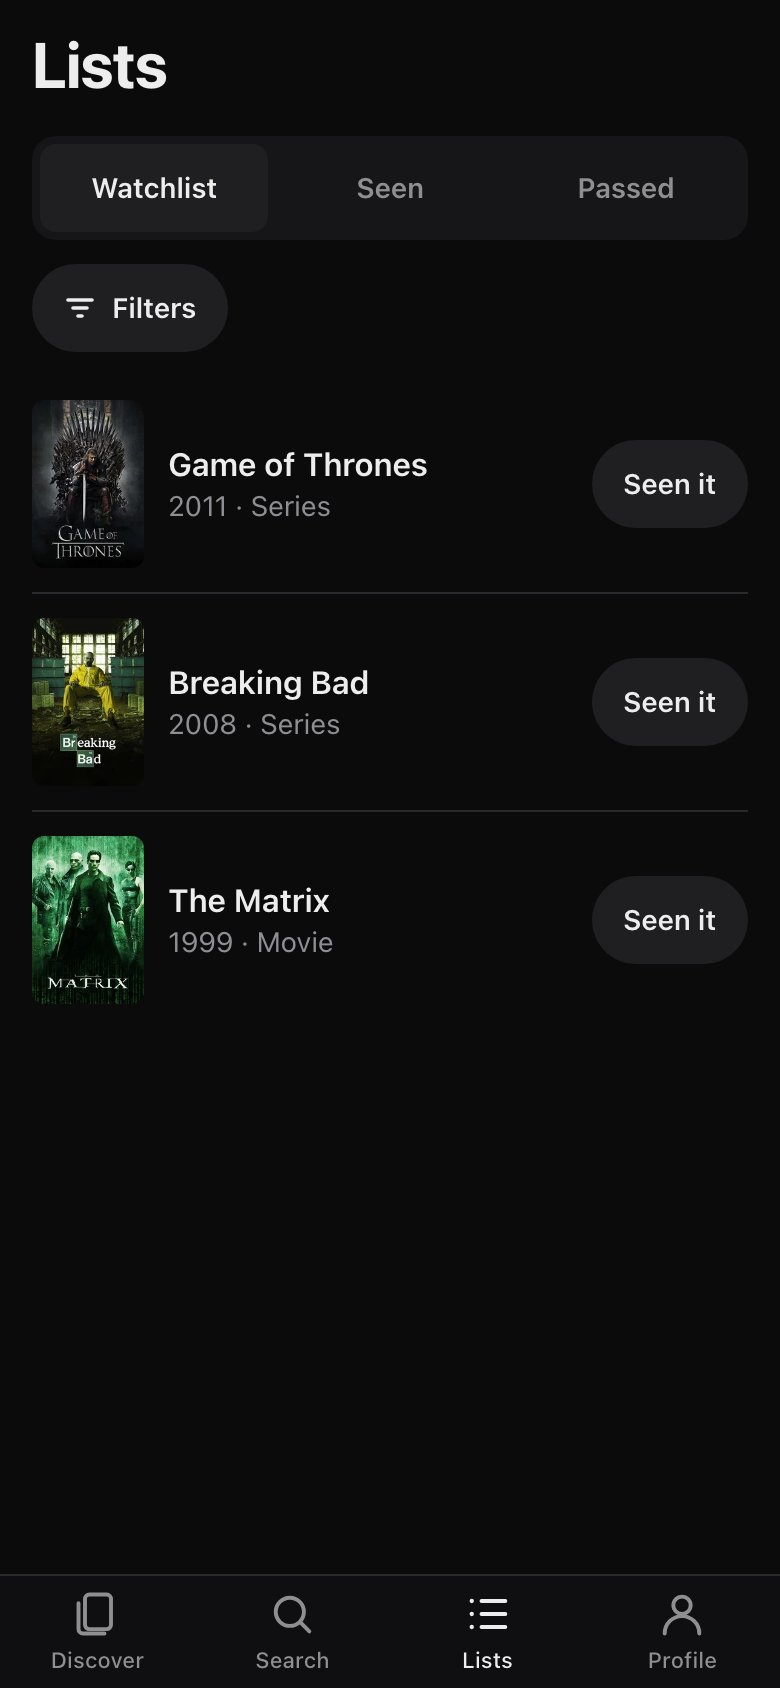 Lists
Watchlist
Seen
Passed
Filters
GAME OF
THRONES
Game of Thrones
2011 · Series
Seen it
Breaking
Bad
Breaking Bad
2008 · Series
Seen it
MATRIX
The Matrix
1999 · Movie
Seen it
Discover
Search
Lists
Profile